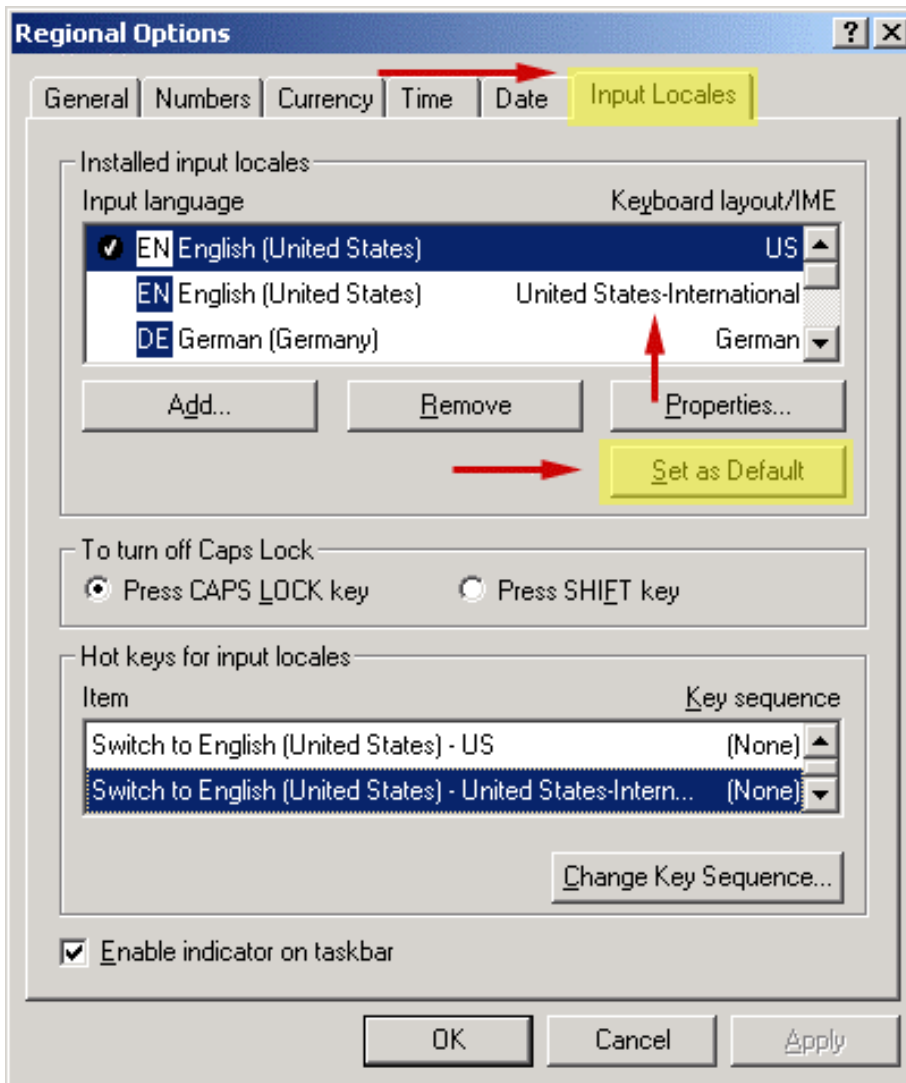 Regional Options
General Numbers Currency Time Date Input Locales
Installed input locales
Input language Keyboard layout/IME
EN English (United States) US
EN English (United States) United States-International
DE German (Germany) German
Add... Remove Properties...
Set as Default
To turn off Caps Lock
Press CAPS LOCK key Press SHIFT key
Hot keys for input locales
Item Key sequence
Switch to English (United States) - US (None)
Switch to English (United States) - United States-Intern... (None)
Change Key Sequence...
Enable indicator on taskbar
OK Cancel Apply